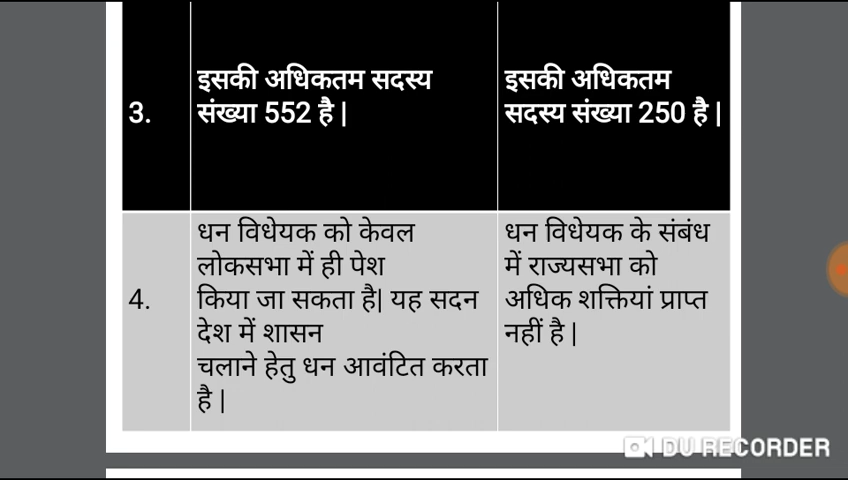 3.
इसकी अधिकतम सदस्य
संख्या 552 है |
इसकी अधिकतम
सदस्य संख्या 250 है |
4.
धन विधेयक को केवल
लोकसभा में ही पेश
किया जा सकता है| यह सदन
देश में शासन
चलाने हेतु धन आवंटित करता
है |
धन विधेयक के संबंध
में राज्यसभा को
अधिक शक्तियां प्राप्त
नहीं है |
DU RECORDER